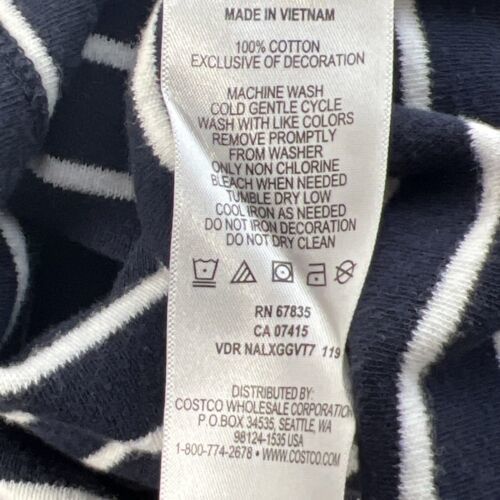 MADE IN VIETNAM
100% COTTON
EXCLUSIVE OF DECORATION
MACHINE WASH
COLD GENTLE CYCLE
WASH WITH LIKE COLORS
REMOVE PROMPTLY
FROM WASHER
ONLY NON CHLORINE
BLEACH WHEN NEEDED
TUMBLE DRY LOW
COOL IRON AS NEEDED
DO NOT IRON DECORATION
DO NOT DRY CLEAN
RN 67835
CA 07415
VDR NALXGGVT7 119
DISTRIBUTED BY:
COSTCO WHOLESALE CORPORATION
P.O BOX 34535, SEATTLE, WA
98124-1535 USA
1-800-774-2678 • WWW.COSTCO.COM